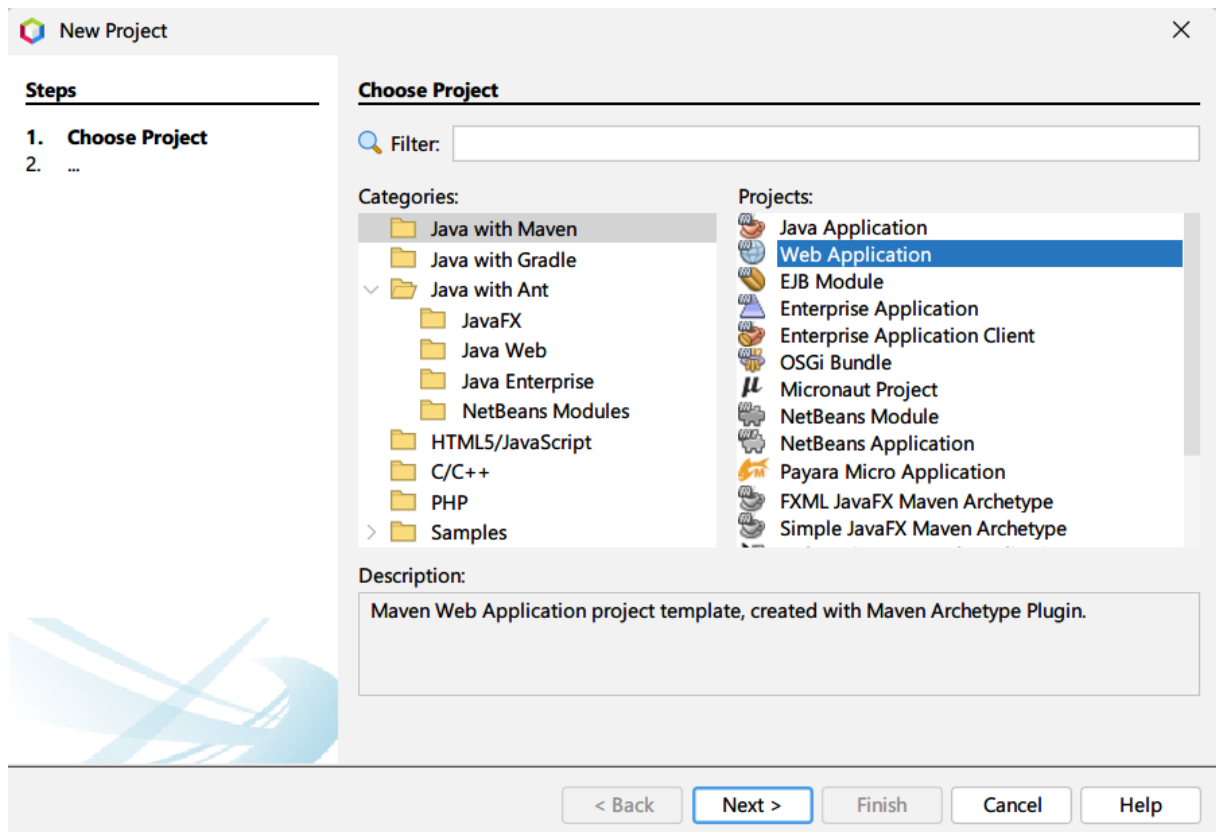 New Project
Steps
1. Choose Project
2. ...
Choose Project
Filter:
Categories:
Java with Maven
Java with Gradle
Java with Ant
JavaFX
Java Web
Java Enterprise
NetBeans Modules
HTML5/JavaScript
C/C++
PHP
Samples
Projects:
Java Application
Web Application
EJB Module
Enterprise Application
Enterprise Application Client
OSGi Bundle
Micronaut Project
NetBeans Module
NetBeans Application
Payara Micro Application
FXML JavaFX Maven Archetype
Simple JavaFX Maven Archetype
Description:
Maven Web Application project template, created with Maven Archetype Plugin.
< Back
Next >
Finish
Cancel
Help